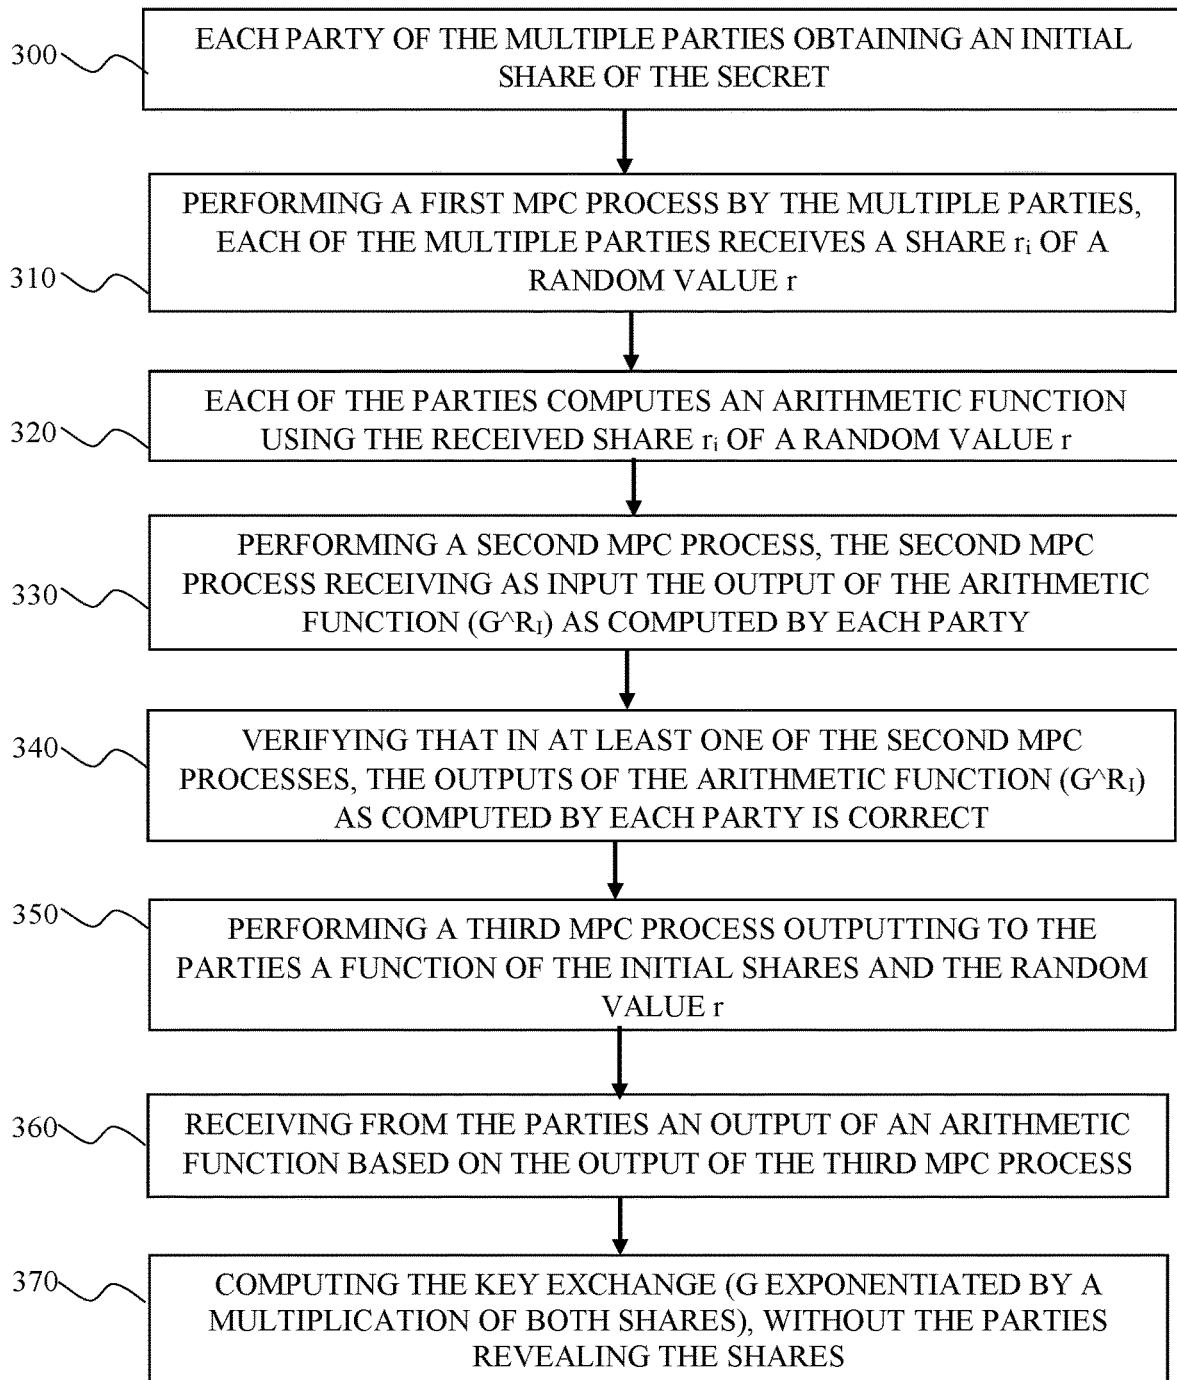 300
EACH PARTY OF THE MULTIPLE PARTIES OBTAINING AN INITIAL
SHARE OF THE SECRET
310
PERFORMING A FIRST MPC PROCESS BY THE MULTIPLE PARTIES,
EACH OF THE MULTIPLE PARTIES RECEIVES A SHARE rᵢ OF A
RANDOM VALUE r
320
EACH OF THE PARTIES COMPUTES AN ARITHMETIC FUNCTION
USING THE RECEIVED SHARE rᵢ OF A RANDOM VALUE r
330
PERFORMING A SECOND MPC PROCESS, THE SECOND MPC
PROCESS RECEIVING AS INPUT THE OUTPUT OF THE ARITHMETIC
FUNCTION (G^R_I) AS COMPUTED BY EACH PARTY
340
VERIFYING THAT IN AT LEAST ONE OF THE SECOND MPC
PROCESSES, THE OUTPUTS OF THE ARITHMETIC FUNCTION (G^R_I)
AS COMPUTED BY EACH PARTY IS CORRECT
350
PERFORMING A THIRD MPC PROCESS OUTPUTTING TO THE
PARTIES A FUNCTION OF THE INITIAL SHARES AND THE RANDOM
VALUE r
360
RECEIVING FROM THE PARTIES AN OUTPUT OF AN ARITHMETIC
FUNCTION BASED ON THE OUTPUT OF THE THIRD MPC PROCESS
370
COMPUTING THE KEY EXCHANGE (G EXPONENTIATED BY A
MULTIPLICATION OF BOTH SHARES), WITHOUT THE PARTIES
REVEALING THE SHARES